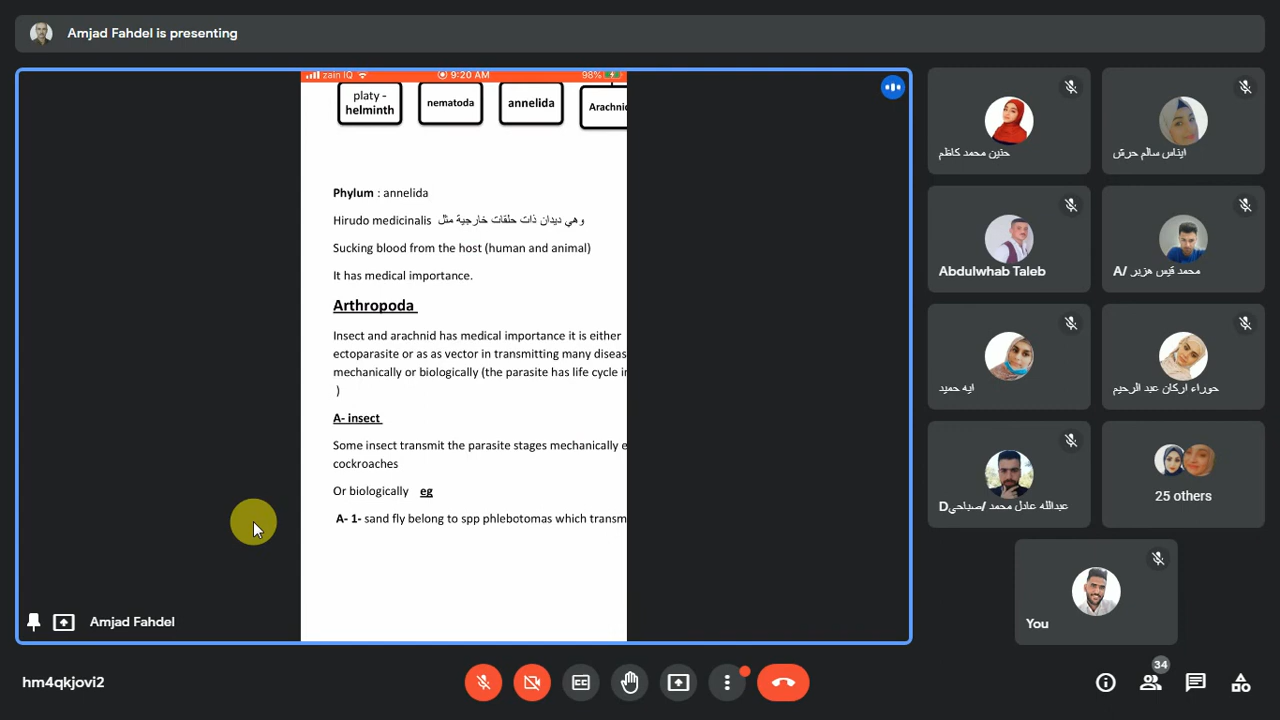 Amjad Fahdel is presenting
zain IQ 9:20 AM 98%
platy -
helminth
nematoda
annelida
Arachnid
Phylum : annelida
Hirudo medicinalis وهي ديدان ذات حلقات خارجية مثل
Sucking blood from the host (human and animal)
It has medical importance.
Arthropoda
Insect and arachnid has medical importance it is either
ectoparasite or as as vector in transmitting many diseas
mechanically or biologically (the parasite has life cycle in
)
A- insect
Some insect transmit the parasite stages mechanically e
cockroaches
Or biologically eg
A- 1- sand fly belong to spp phlebotomas which transm
Amjad Fahdel
حنين محمد كاظم
ايناس سالم حرش
Abdulwhab Taleb
A/ محمد قيس هزبر
ايه حميد
حوراء اركان عبد الرحيم
عبدالله عادل محمد /صباحيD
25 others
You
hm4qkjovi2
34